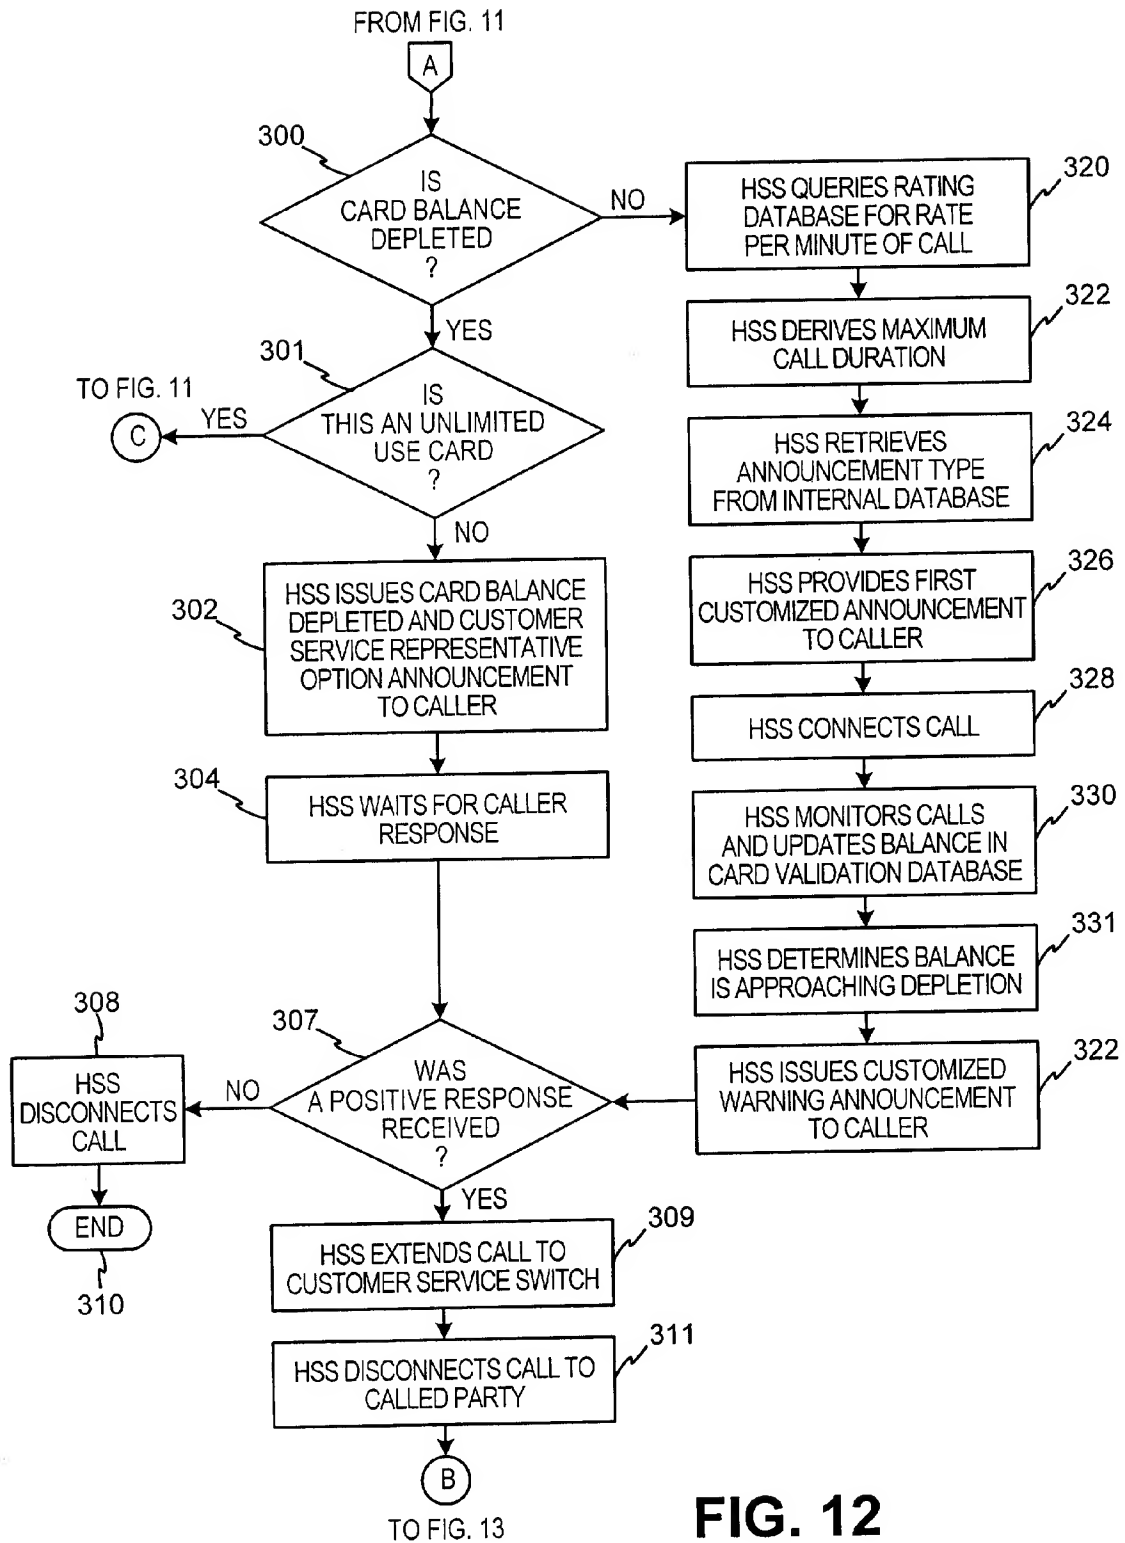 FROM FIG. 11
A
300
IS
CARD BALANCE
DEPLETED
?
NO
YES
320
HSS QUERIES RATING
DATABASE FOR RATE
PER MINUTE OF CALL
322
HSS DERIVES MAXIMUM
CALL DURATION
301
IS
THIS AN UNLIMITED
USE CARD
?
TO FIG. 11
C
YES
NO
324
HSS RETRIEVES
ANNOUNCEMENT TYPE
FROM INTERNAL DATABASE
302
HSS ISSUES CARD BALANCE
DEPLETED AND CUSTOMER
SERVICE REPRESENTATIVE
OPTION ANNOUNCEMENT
TO CALLER
326
HSS PROVIDES FIRST
CUSTOMIZED ANNOUNCEMENT
TO CALLER
328
HSS CONNECTS CALL
304
HSS WAITS FOR CALLER
RESPONSE
330
HSS MONITORS CALLS
AND UPDATES BALANCE IN
CARD VALIDATION DATABASE
331
HSS DETERMINES BALANCE
IS APPROACHING DEPLETION
322
HSS ISSUES CUSTOMIZED
WARNING ANNOUNCEMENT
TO CALLER
307
WAS
A POSITIVE RESPONSE
RECEIVED
?
NO
308
HSS
DISCONNECTS
CALL
END
310
YES
309
HSS EXTENDS CALL TO
CUSTOMER SERVICE SWITCH
311
HSS DISCONNECTS CALL TO
CALLED PARTY
B
TO FIG. 13
FIG. 12